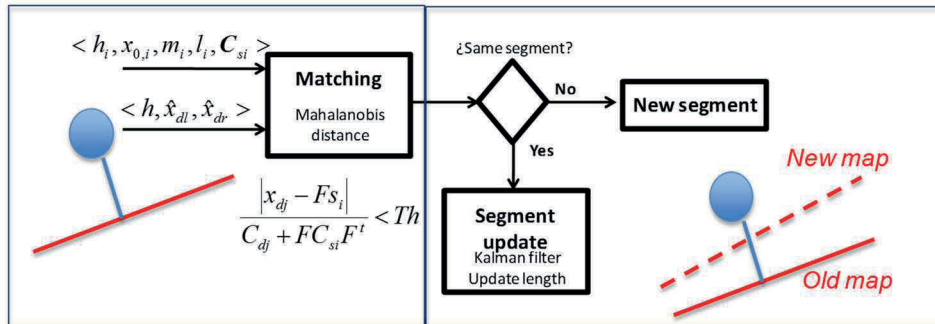 < h_i, x_{0,i}, m_i, l_i, C_{si} >
< h, x̂_{dl}, x̂_{dr} >
Matching
Mahalanobis
distance
|x_{dj} − Fs_i| / (C_{dj} + FC_{si}F^t) < Th
¿Same segment?
No
New segment
Yes
Segment
update
Kalman filter
Update length
New map
Old map